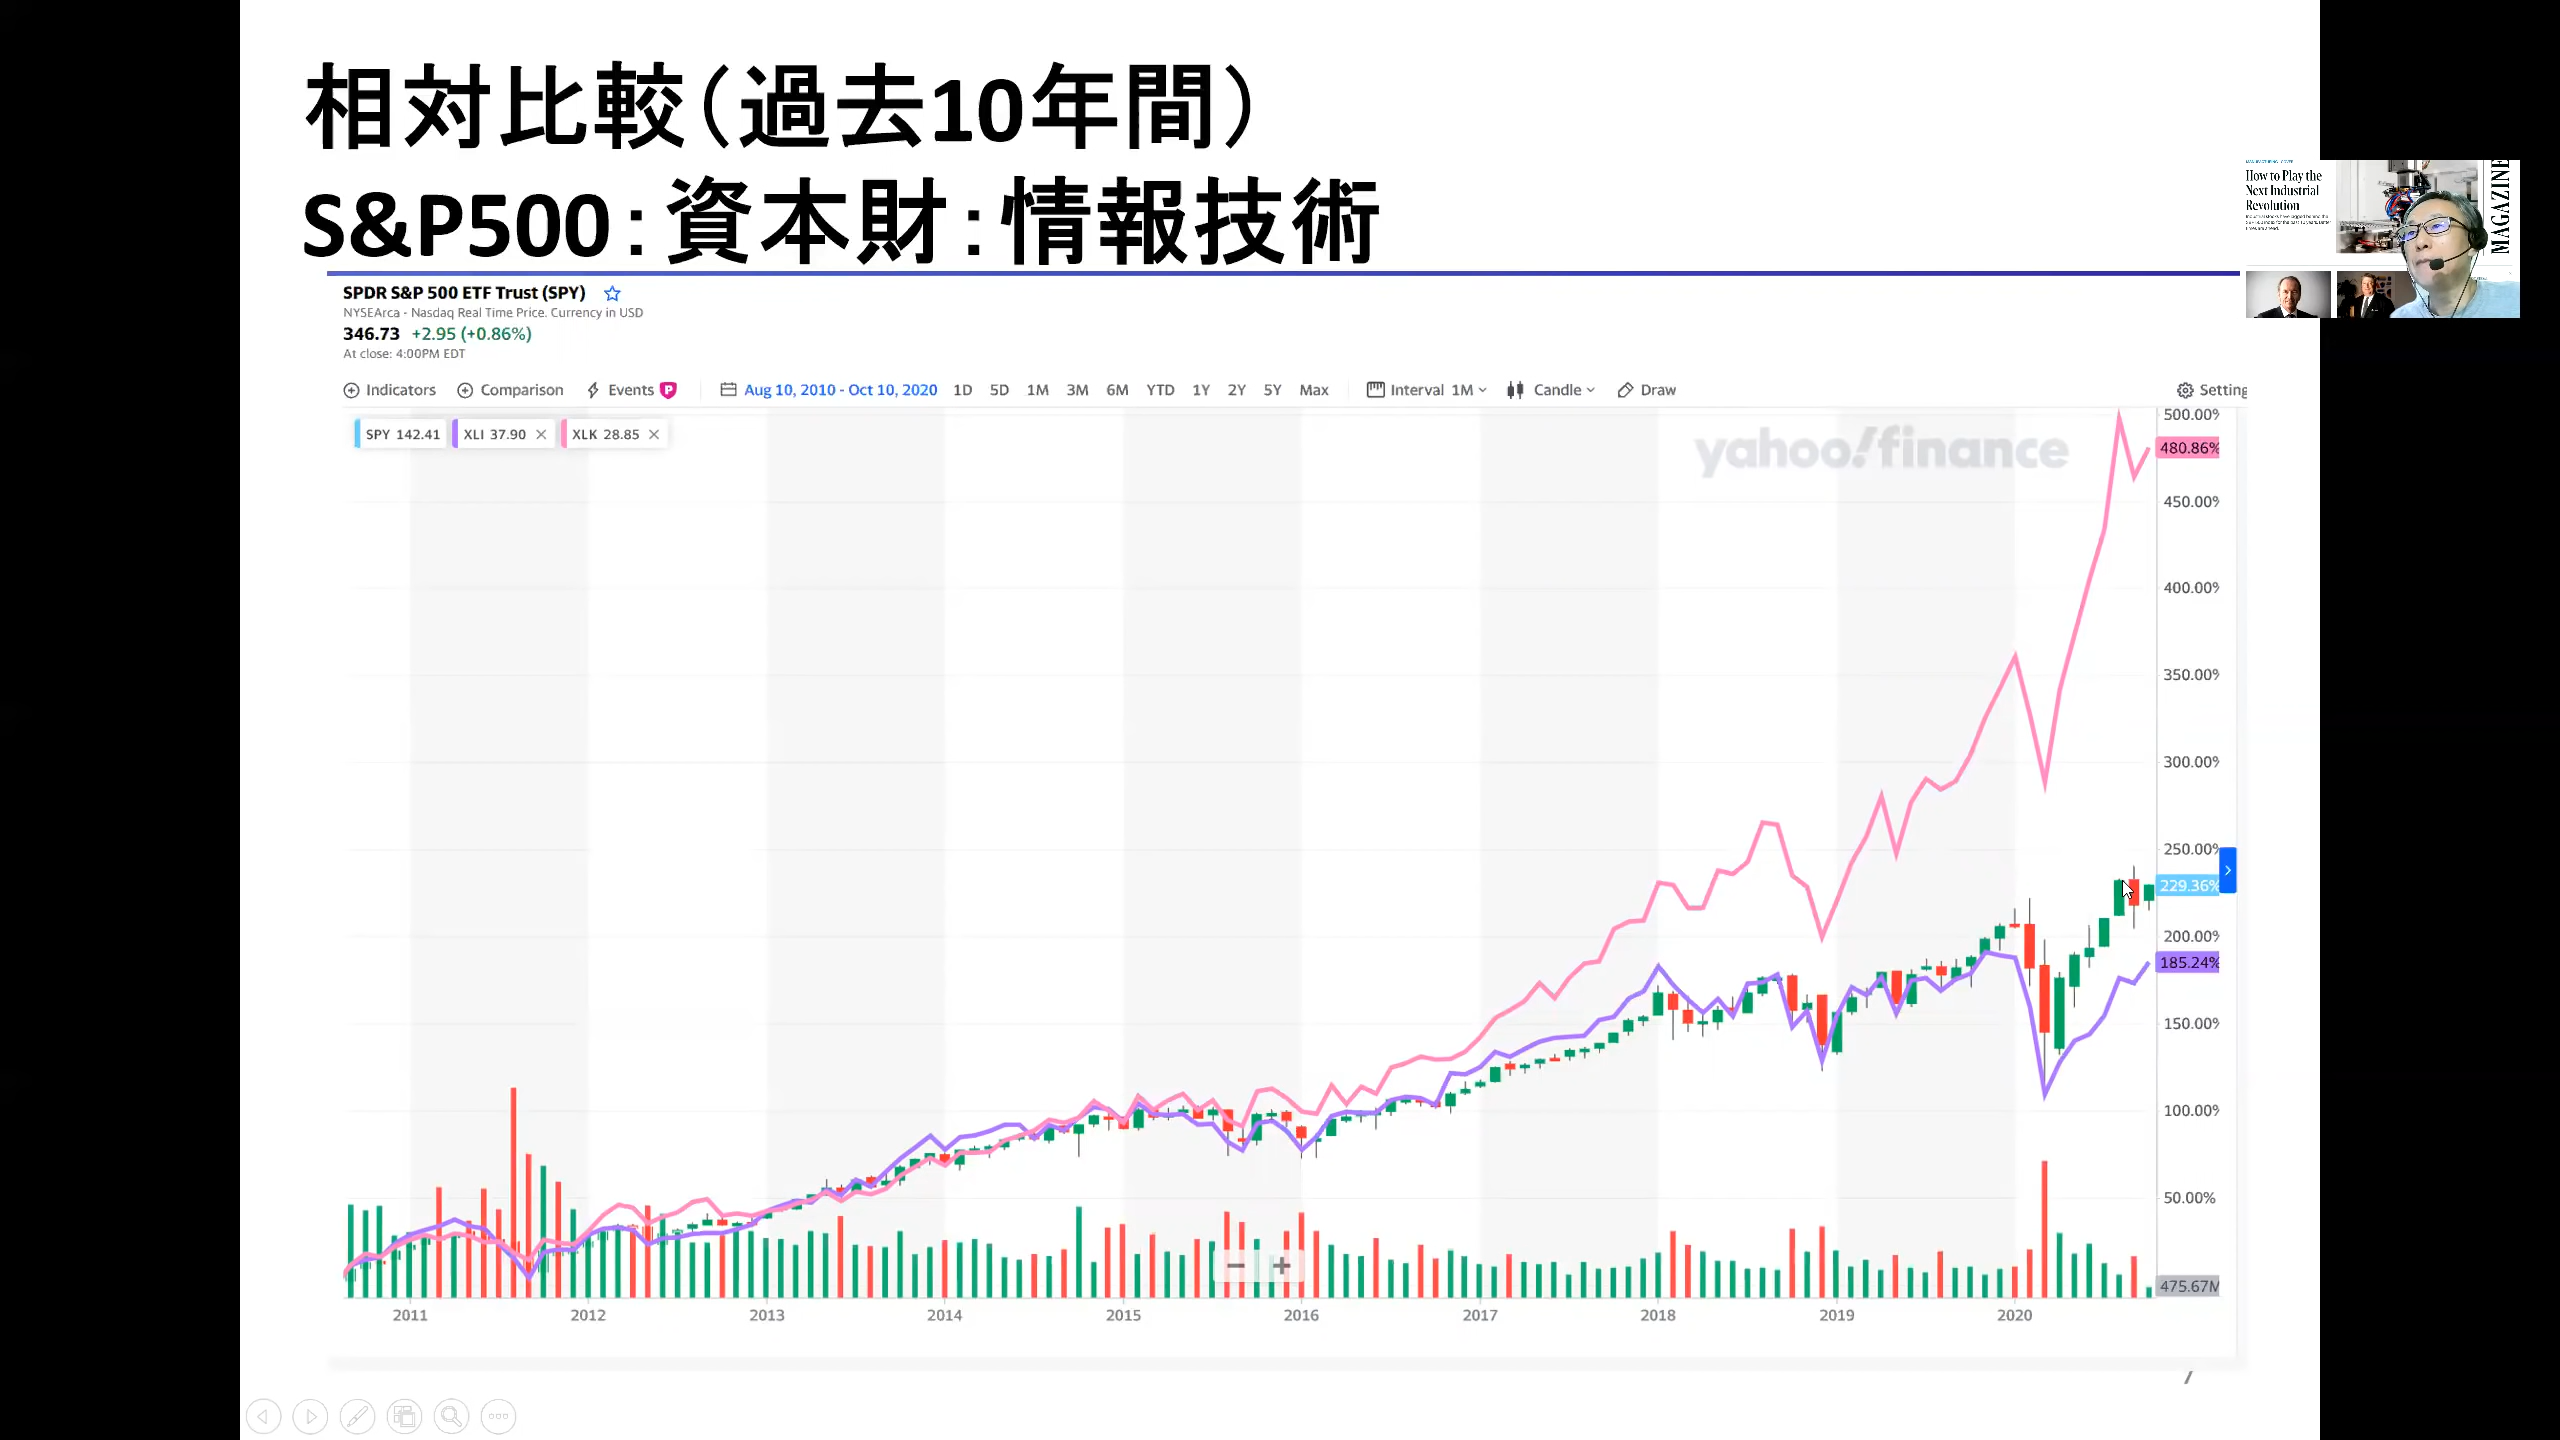 相対比較（過去10年間）
S&P500：資本財：情報技術
MANUFACTURING COVER
How to Play the
Next Industrial
Revolution
MAGAZINE
SPDR S&P 500 ETF Trust (SPY)
NYSEArca - Nasdaq Real Time Price. Currency in USD
346.73 +2.95 (+0.86%)
At close: 4:00PM EDT
Indicators Comparison Events P Aug 10, 2010 - Oct 10, 2020 1D 5D 1M 3M 6M YTD 1Y 2Y 5Y Max Interval 1M Candle Draw Setting
SPY 142.41 XLI 37.90 XLK 28.85
yahoo!finance
500.00%
480.86%
450.00%
400.00%
350.00%
300.00%
250.00%
229.36%
200.00%
185.24%
150.00%
100.00%
50.00%
475.67M
2011 2012 2013 2014 2015 2016 2017 2018 2019 2020
7